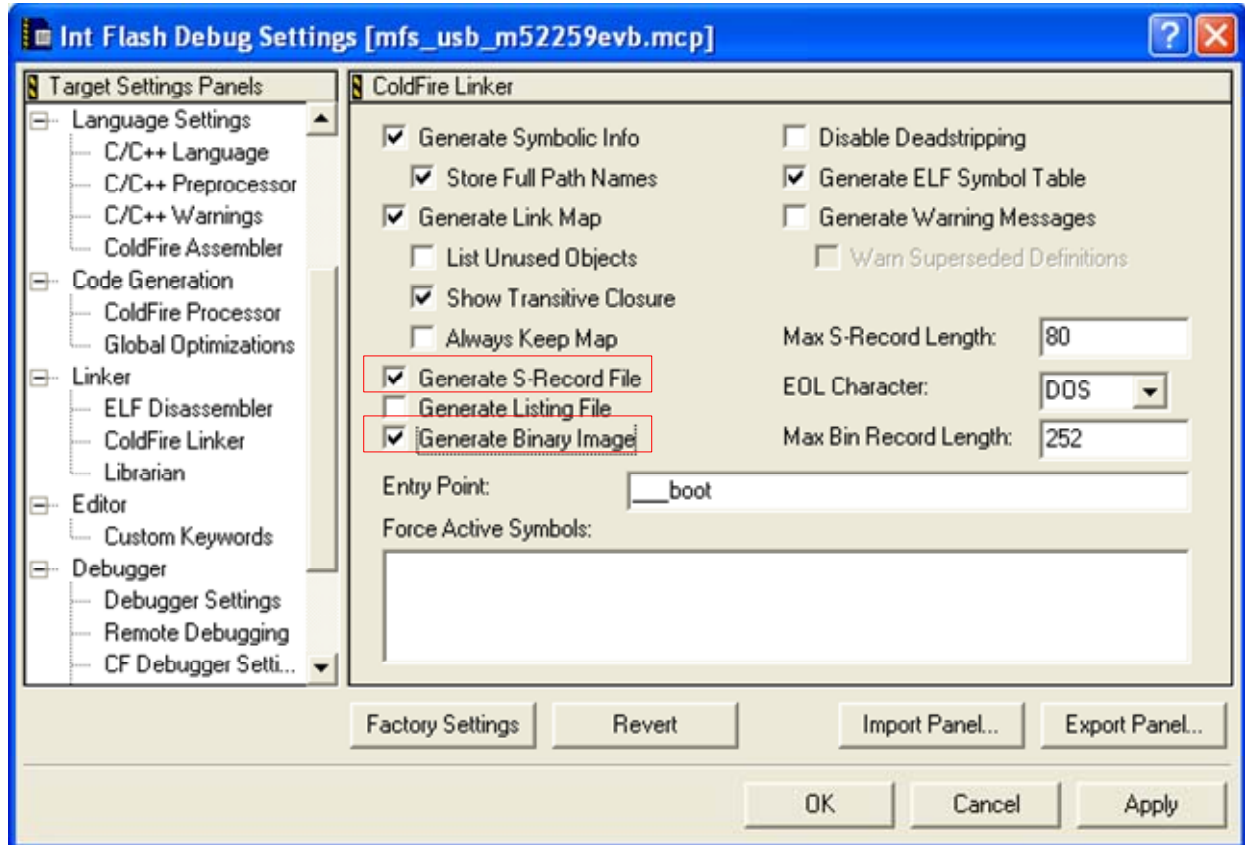 Int Flash Debug Settings [mfs_usb_m52259evb.mcp]
Target Settings Panels
Language Settings
C/C++ Language
C/C++ Preprocessor
C/C++ Warnings
ColdFire Assembler
Code Generation
ColdFire Processor
Global Optimizations
Linker
ELF Disassembler
ColdFire Linker
Librarian
Editor
Custom Keywords
Debugger
Debugger Settings
Remote Debugging
CF Debugger Setti...
ColdFire Linker
Generate Symbolic Info
Store Full Path Names
Generate Link Map
List Unused Objects
Show Transitive Closure
Always Keep Map
Generate S-Record File
Generate Listing File
Generate Binary Image
Disable Deadstripping
Generate ELF Symbol Table
Generate Warning Messages
Warn Superseded Definitions
Max S-Record Length: 80
EOL Character: DOS
Max Bin Record Length: 252
Entry Point: ___boot
Force Active Symbols:
Factory Settings Revert Import Panel... Export Panel...
OK Cancel Apply